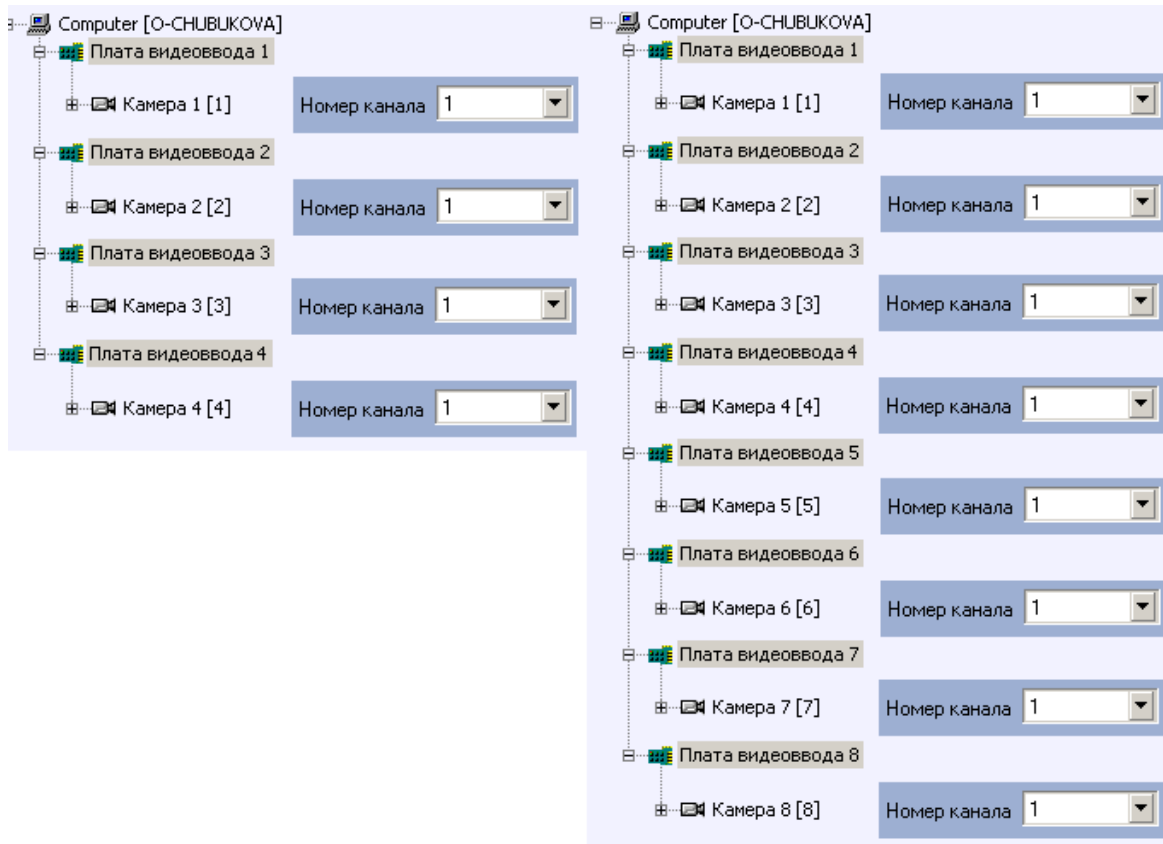 Computer [O-CHUBUKOVA]
Плата видеоввода 1
Камера 1 [1]
Номер канала 1
Плата видеоввода 2
Камера 2 [2]
Номер канала 1
Плата видеоввода 3
Камера 3 [3]
Номер канала 1
Плата видеоввода 4
Камера 4 [4]
Номер канала 1
Computer [O-CHUBUKOVA]
Плата видеоввода 1
Камера 1 [1]
Номер канала 1
Плата видеоввода 2
Камера 2 [2]
Номер канала 1
Плата видеоввода 3
Камера 3 [3]
Номер канала 1
Плата видеоввода 4
Камера 4 [4]
Номер канала 1
Плата видеоввода 5
Камера 5 [5]
Номер канала 1
Плата видеоввода 6
Камера 6 [6]
Номер канала 1
Плата видеоввода 7
Камера 7 [7]
Номер канала 1
Плата видеоввода 8
Камера 8 [8]
Номер канала 1